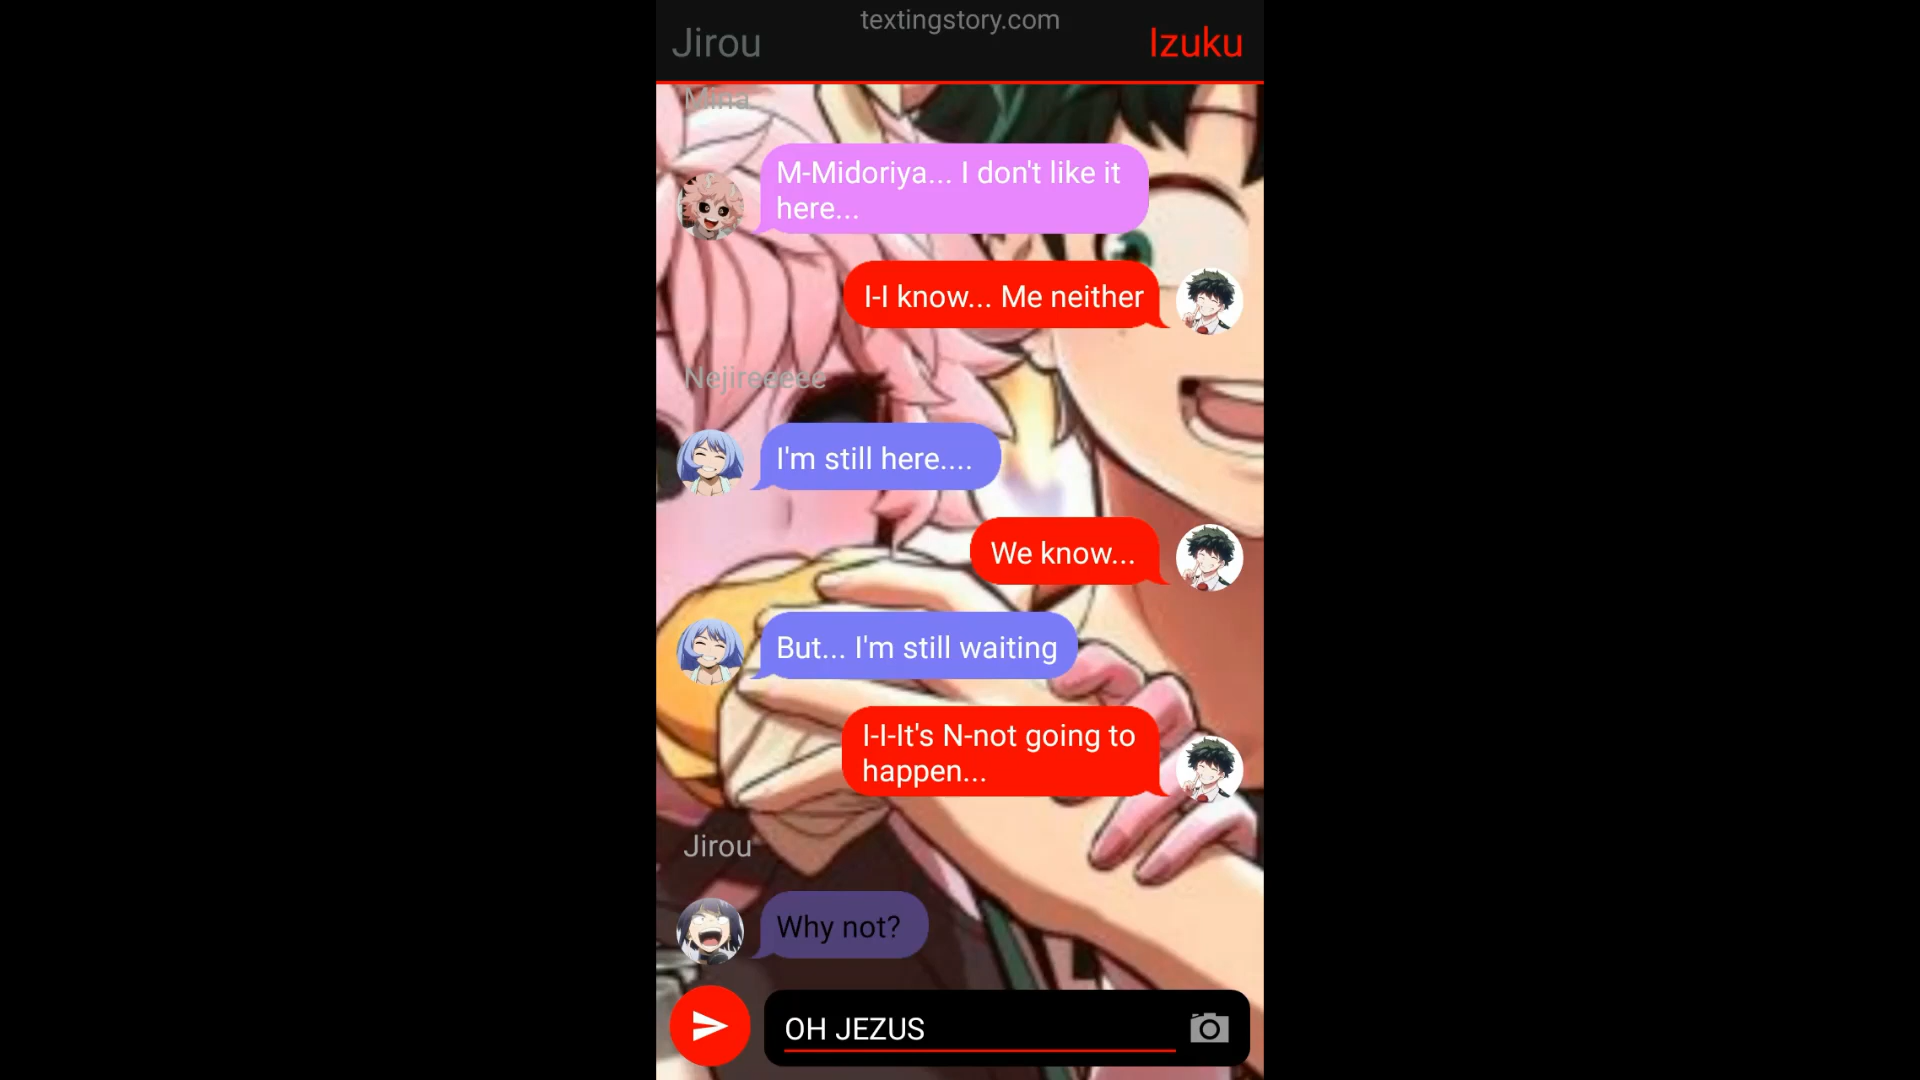 textingstory.com
Jirou
Izuku
Mina
M-Midoriya... I don't like it
here...
I-I know... Me neither
Nejireeeee
I'm still here....
We know...
But... I'm still waiting
I-I-It's N-not going to
happen...
Jirou
Why not?
OH JEZUS